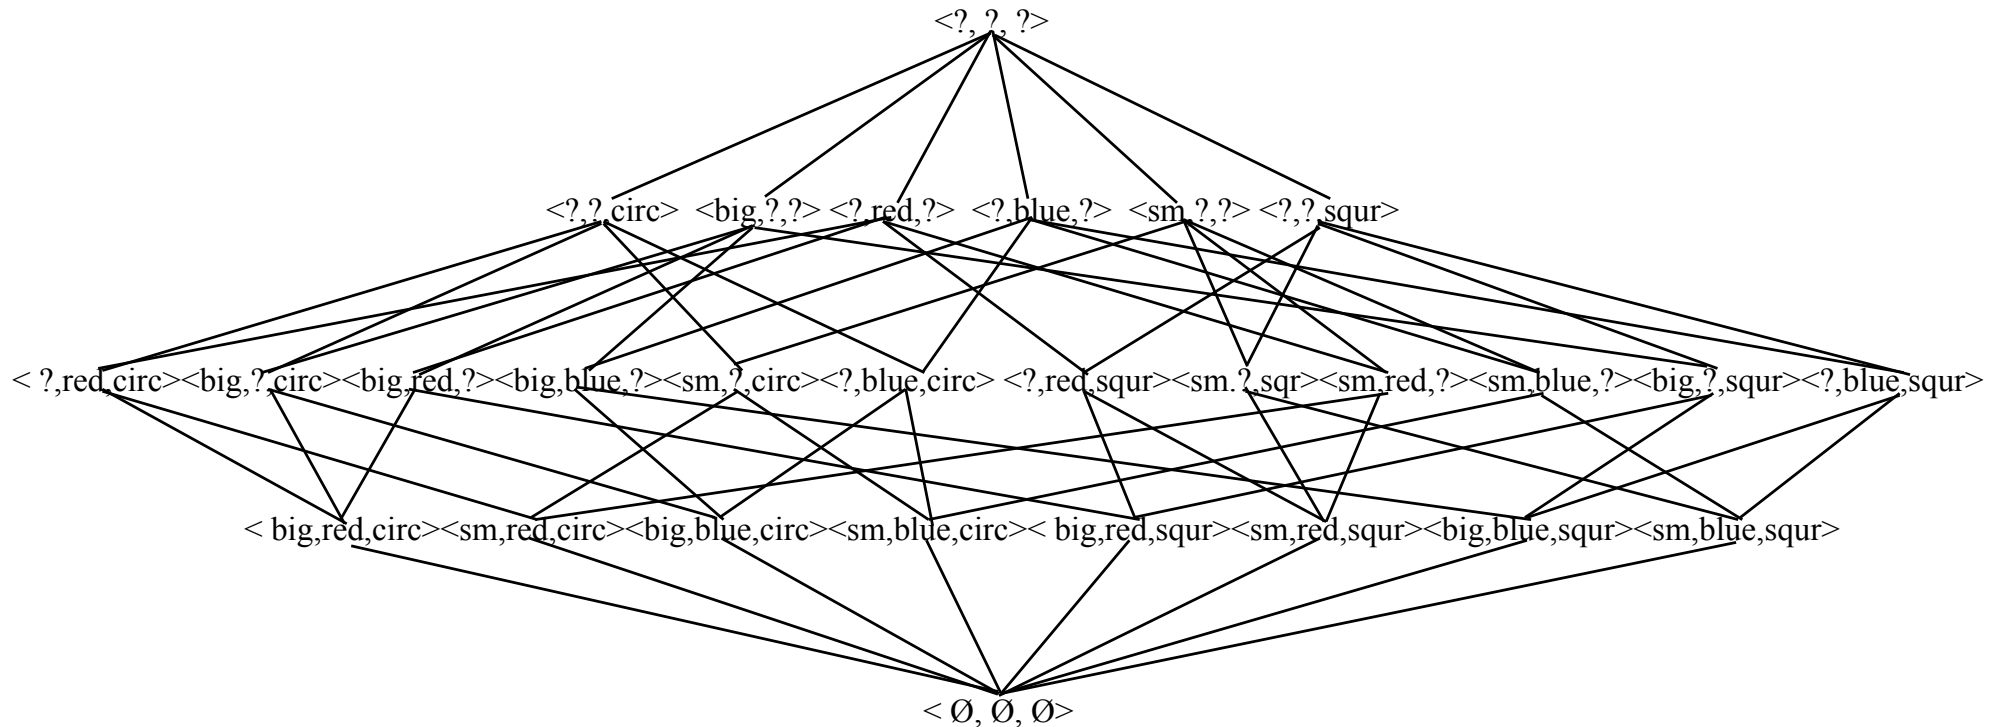 <?, ?, ?>
<?,?,circ> <big,?,?> <?,red,?> <?,blue,?> <sm,?,?> <?,?,squr>
< ?,red,circ><big,?,circ><big,red,?><big,blue,?><sm,?,circ><?,blue,circ> <?,red,squr><sm.?,sqr><sm,red,?><sm,blue,?><big,?,squr><?,blue,squr>
< big,red,circ><sm,red,circ><big,blue,circ><sm,blue,circ>< big,red,squr><sm,red,squr><big,blue,squr><sm,blue,squr>
< Ø, Ø, Ø>